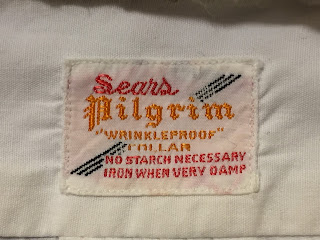 Sears
Pilgrim
"WRINKLEPROOF"
COLLAR
NO STARCH NECESSARY
IRON WHEN VERY DAMP